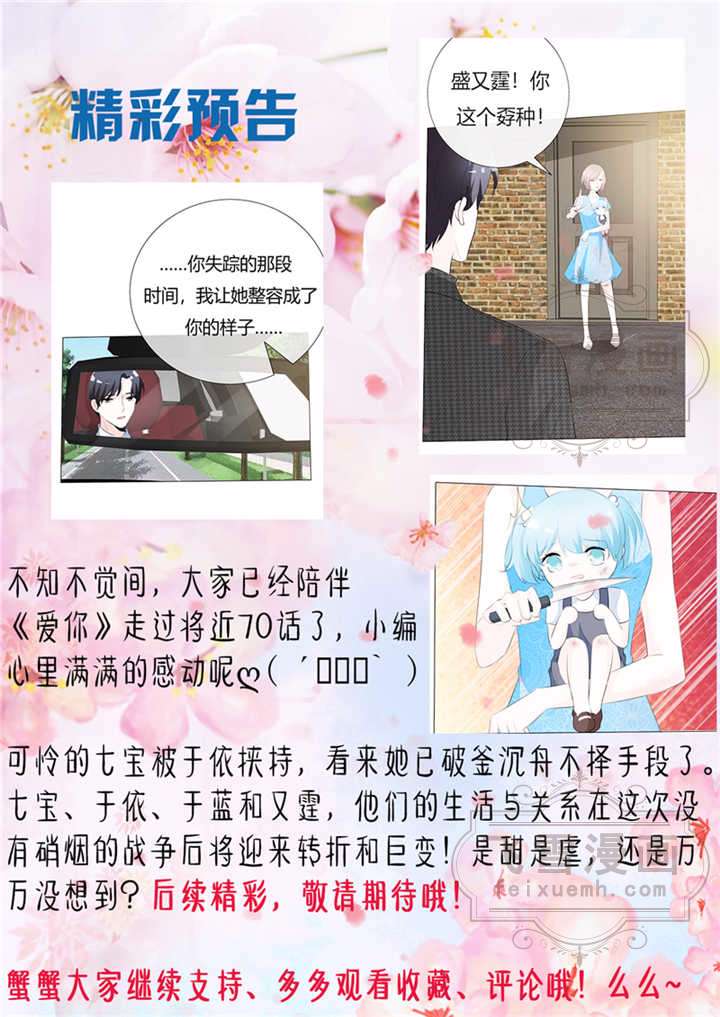 精彩预告
盛又霆！你
这个孬种！
……你失踪的那段
时间，我让她整容成了
你的样子……
不知不觉间，大家已经陪伴
《爱你》走过将近70话了，小编
心里满满的感动呢ღ( ´▯▯▯` )
可怜的七宝被于依挟持，看来她已破釜沉舟不择手段了。
七宝、于依、于蓝和又霆，他们的生活与关系在这次没
有硝烟的战争后将迎来转折和巨变！是甜是虐，还是万
万没想到？后续精彩，敬请期待哦！
蟹蟹大家继续支持、多多观看收藏、评论哦！么么~
飞雪漫画
feixuemh.com